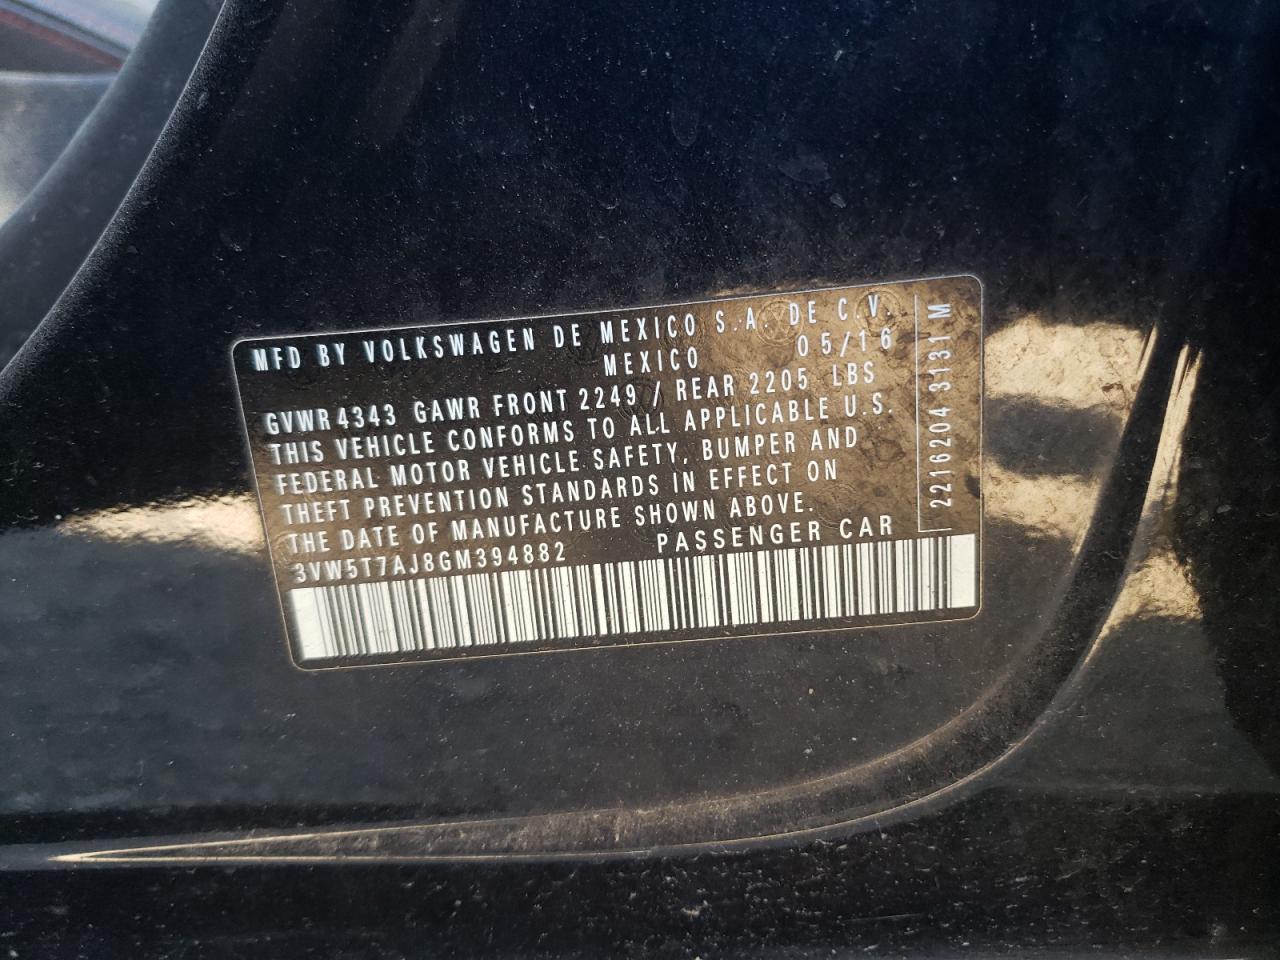 MFD BY VOLKSWAGEN DE MEXICO S.A. DE C.V.
MEXICO 05/16
GVWR 4343 GAWR FRONT 2249 / REAR 2205 LBS
THIS VEHICLE CONFORMS TO ALL APPLICABLE U.S.
FEDERAL MOTOR VEHICLE SAFETY, BUMPER AND
THEFT PREVENTION STANDARDS IN EFFECT ON
THE DATE OF MANUFACTURE SHOWN ABOVE.
3VW5T7AJ8GM394882 PASSENGER CAR
2216204 3131 M